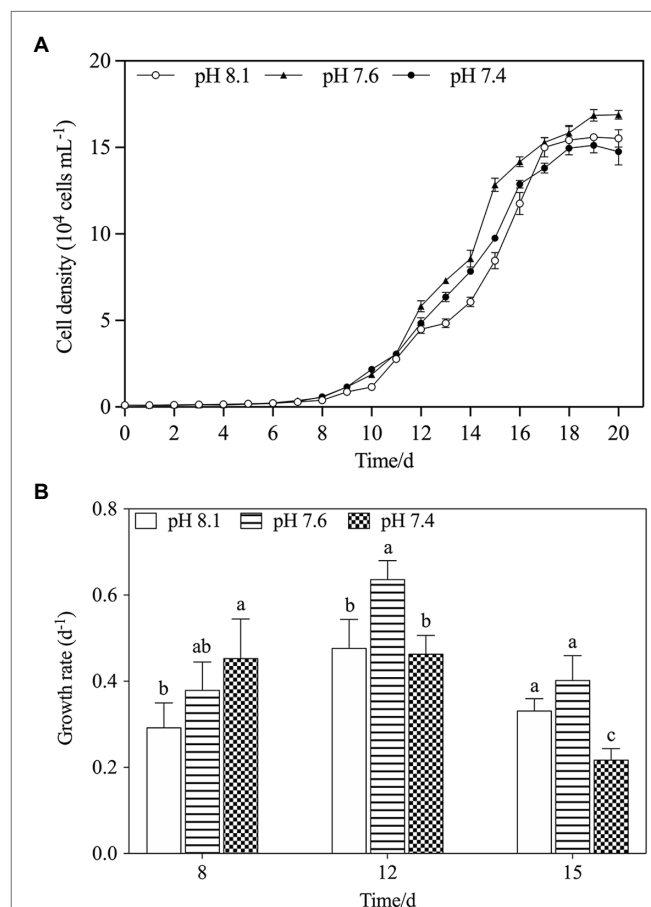 A
pH 8.1 pH 7.6 pH 7.4
20
15
10
5
0
Cell density (10⁴ cells mL⁻¹)
0 2 4 6 8 10 12 14 16 18 20
Time/d
B
pH 8.1 pH 7.6 pH 7.4
0.8
0.6
0.4
0.2
0.0
Growth rate (d⁻¹)
b ab a
b a b
a a c
8 12 15
Time/d